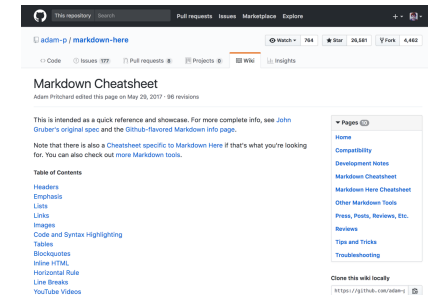 This repository Search Pull requests Issues Marketplace Explore
adam-p / markdown-here
Watch 764 Star 26,581 Fork 4,462
Code Issues 177 Pull requests 8 Projects 0 Wiki Insights
Markdown Cheatsheet
Adam Pritchard edited this page on May 29, 2017 · 96 revisions
This is intended as a quick reference and showcase. For more complete info, see John
Gruber's original spec and the Github-flavored Markdown info page.
Note that there is also a Cheatsheet specific to Markdown Here if that's what you're looking
for. You can also check out more Markdown tools.
Table of Contents
Headers
Emphasis
Lists
Links
Images
Code and Syntax Highlighting
Tables
Blockquotes
Inline HTML
Horizontal Rule
Line Breaks
YouTube Videos
Pages 10
Home
Compatibility
Development Notes
Markdown Cheatsheet
Markdown Here Cheatsheet
Other Markdown Tools
Press, Posts, Reviews, Etc.
Reviews
Tips and Tricks
Troubleshooting
Clone this wiki locally
https://github.com/adam-p